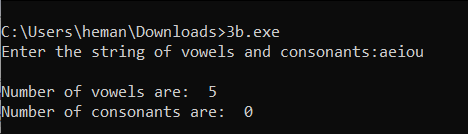 C:\Users\heman\Downloads>3b.exe
Enter the string of vowels and consonants:aeiou
Number of vowels are:  5
Number of consonants are:  0